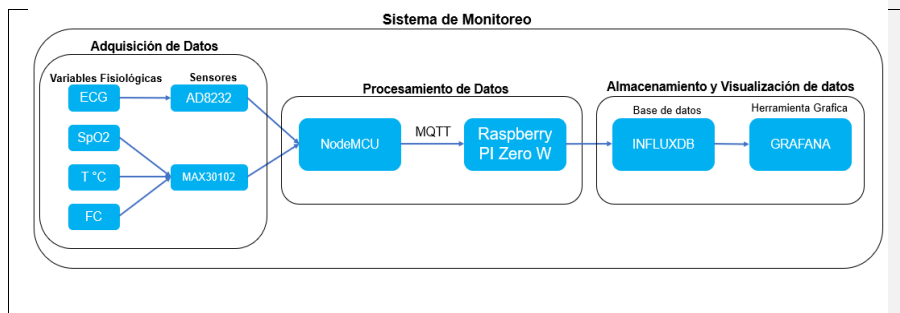 Sistema de Monitoreo
Adquisición de Datos
Variables Fisiológicas
Sensores
ECG
AD8232
SpO2
T °C
MAX30102
FC
Procesamiento de Datos
NodeMCU
MQTT
Raspberry
PI Zero W
Almacenamiento y Visualización de datos
Base de datos
Herramienta Grafica
INFLUXDB
GRAFANA